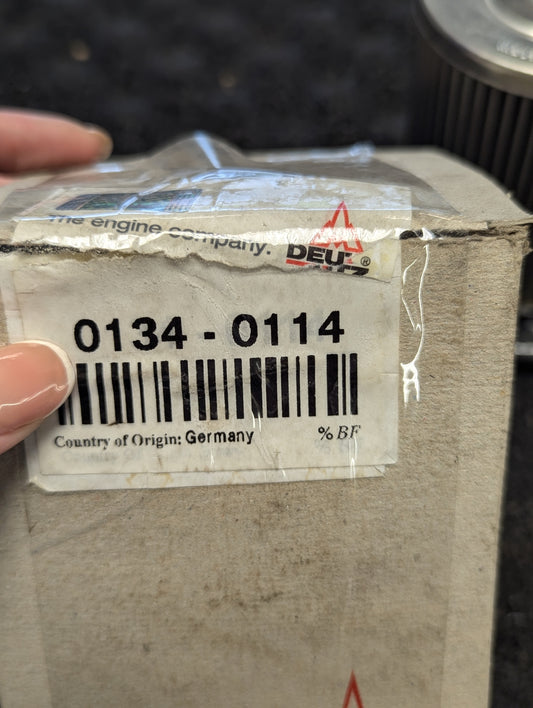 The engine company.
DEUTZ®
0134 - 0114
Country of Origin: Germany
% BF